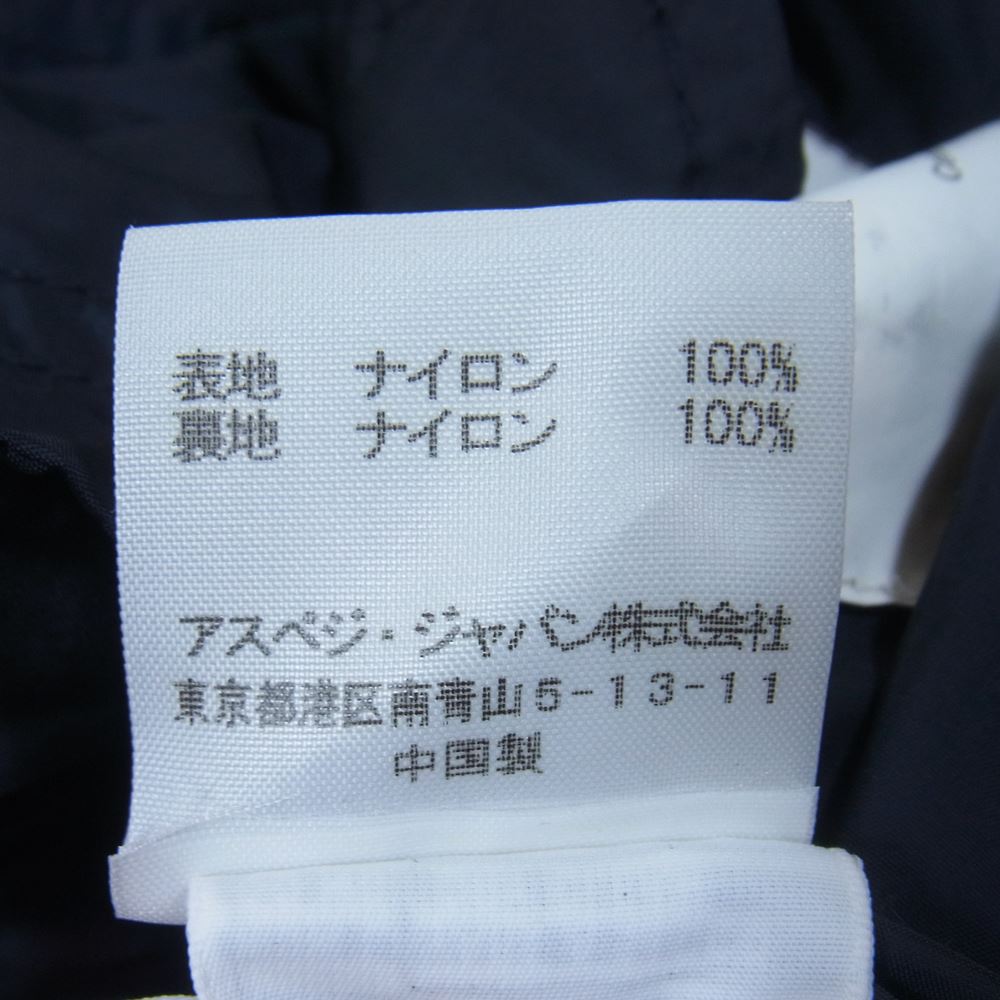 表地 ナイロン 100%
裏地 ナイロン 100%
アスペジ・ジャパン株式会社
東京都港区南青山5-13-11
中国製